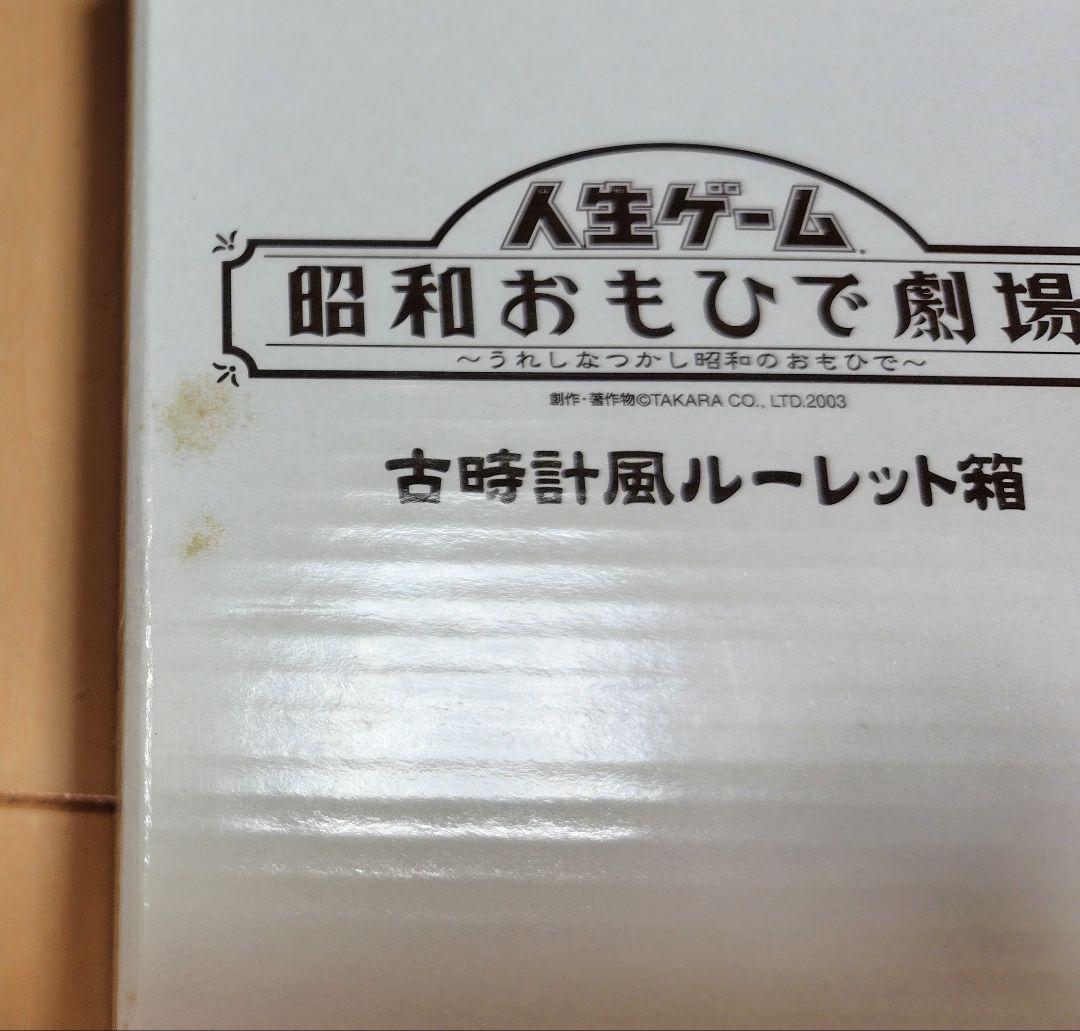 人生ゲーム
昭和おもひで劇場
〜うれしなつかし昭和のおもひで〜
創作・著作物©TAKARA CO., LTD.2003
古時計風ルーレット箱